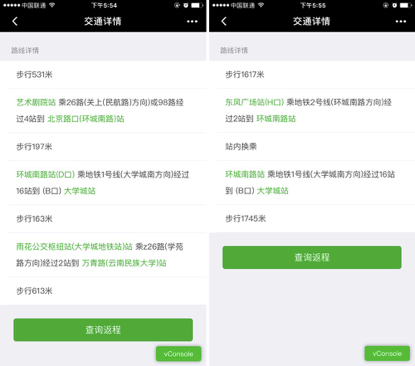 中国联通 下午5:54
交通详情
路线详情
步行531米
艺术剧院站 乘26路(关上(民航路)方向)或98路经
过4站到 北京路口(环城南路)站
步行197米
环城南路站(D口) 乘地铁1号线(大学城南方向)经过
16站到 (B口) 大学城站
步行163米
雨花公交枢纽站(大学城地铁站)站 乘z26路(学苑
路方向)经过2站到 万青路(云南民族大学)站
步行613米
查询返程
vConsole
中国联通 下午5:55
交通详情
路线详情
步行1617米
东风广场站(H口) 乘地铁2号线(环城南路方向)经
过2站到 环城南路站
站内换乘
环城南路站 乘地铁1号线(大学城南方向)经过16站
到 (B口) 大学城站
步行1745米
查询返程
vConsole